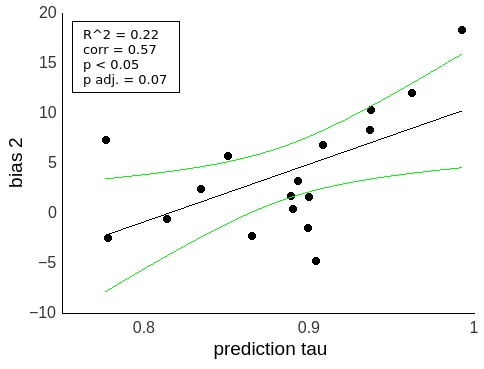 20
R^2 = 0.22
corr = 0.57
p < 0.05
p adj. = 0.07
15
10
5
0
−5
−10
bias 2
0.8
0.9
1
prediction tau